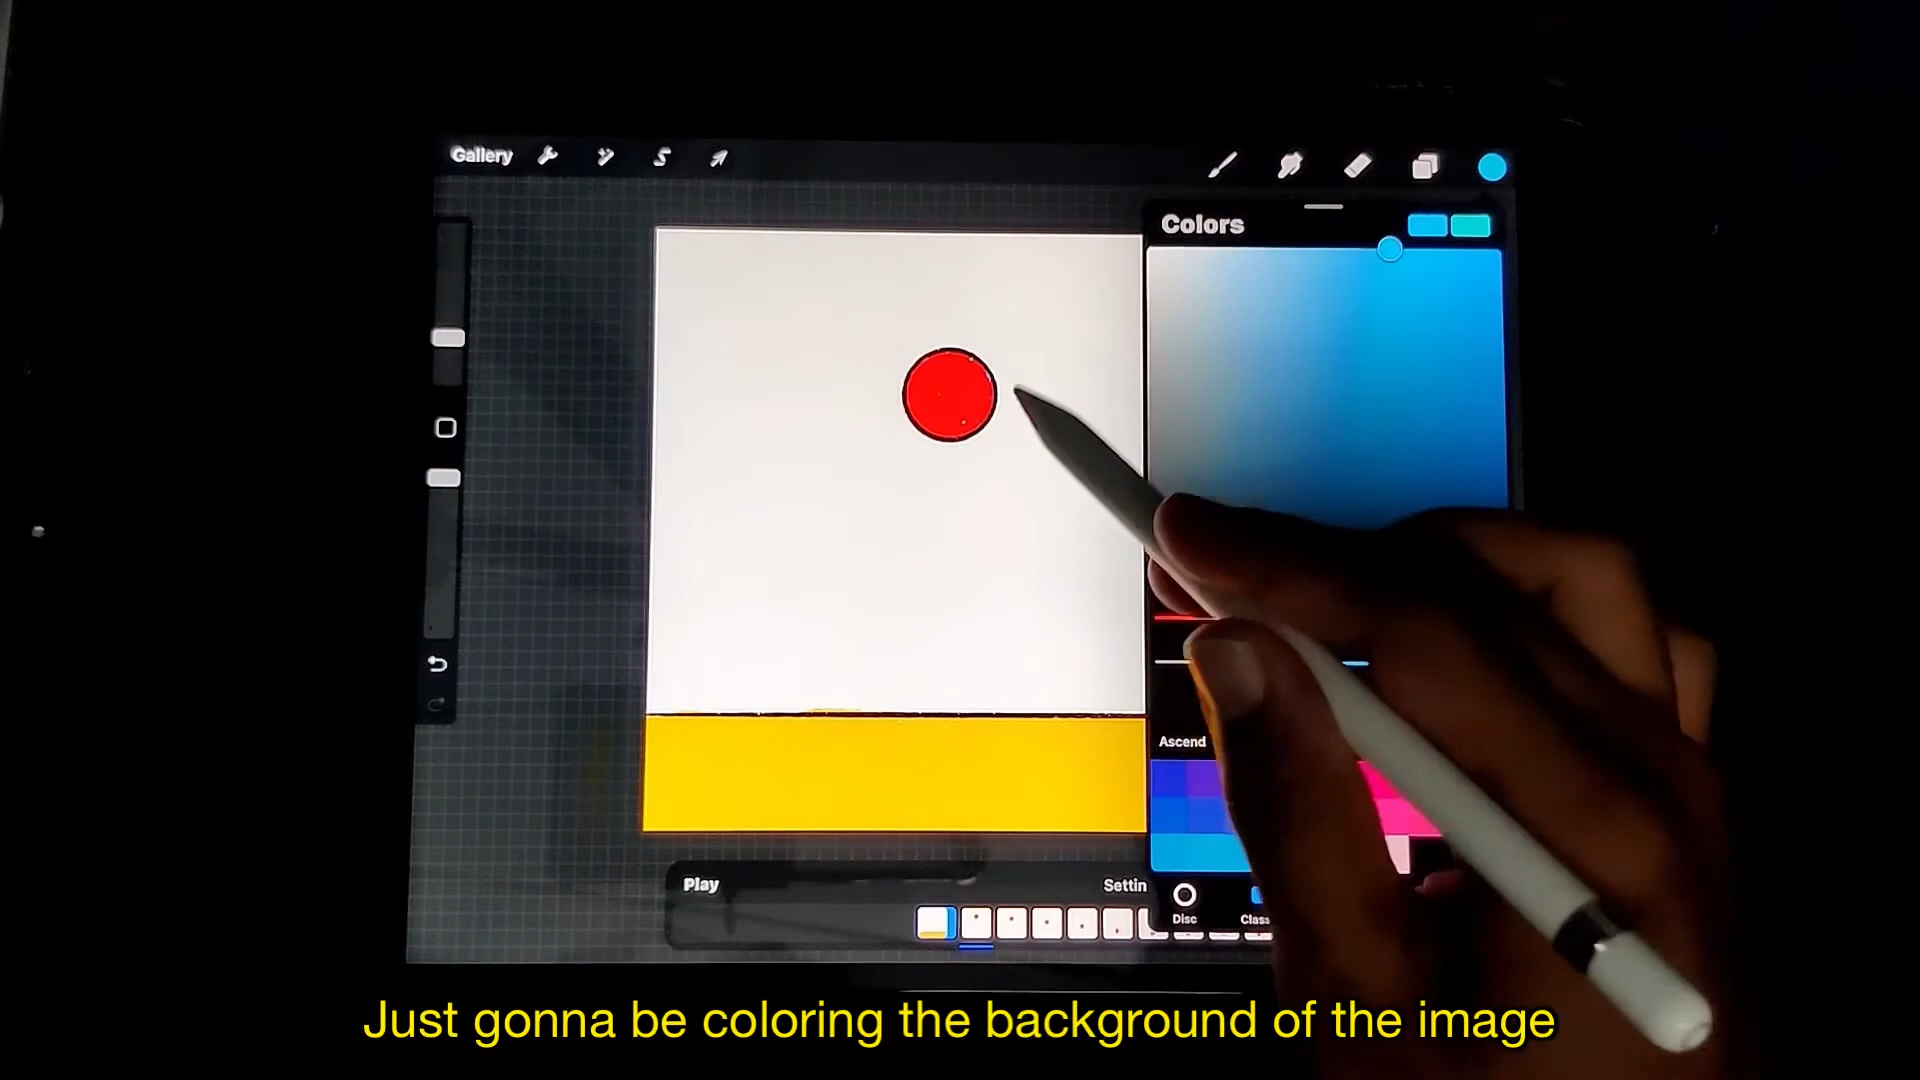 Gallery
Colors
Ascend
Play
Settin
Disc
Class
Just gonna be coloring the background of the image